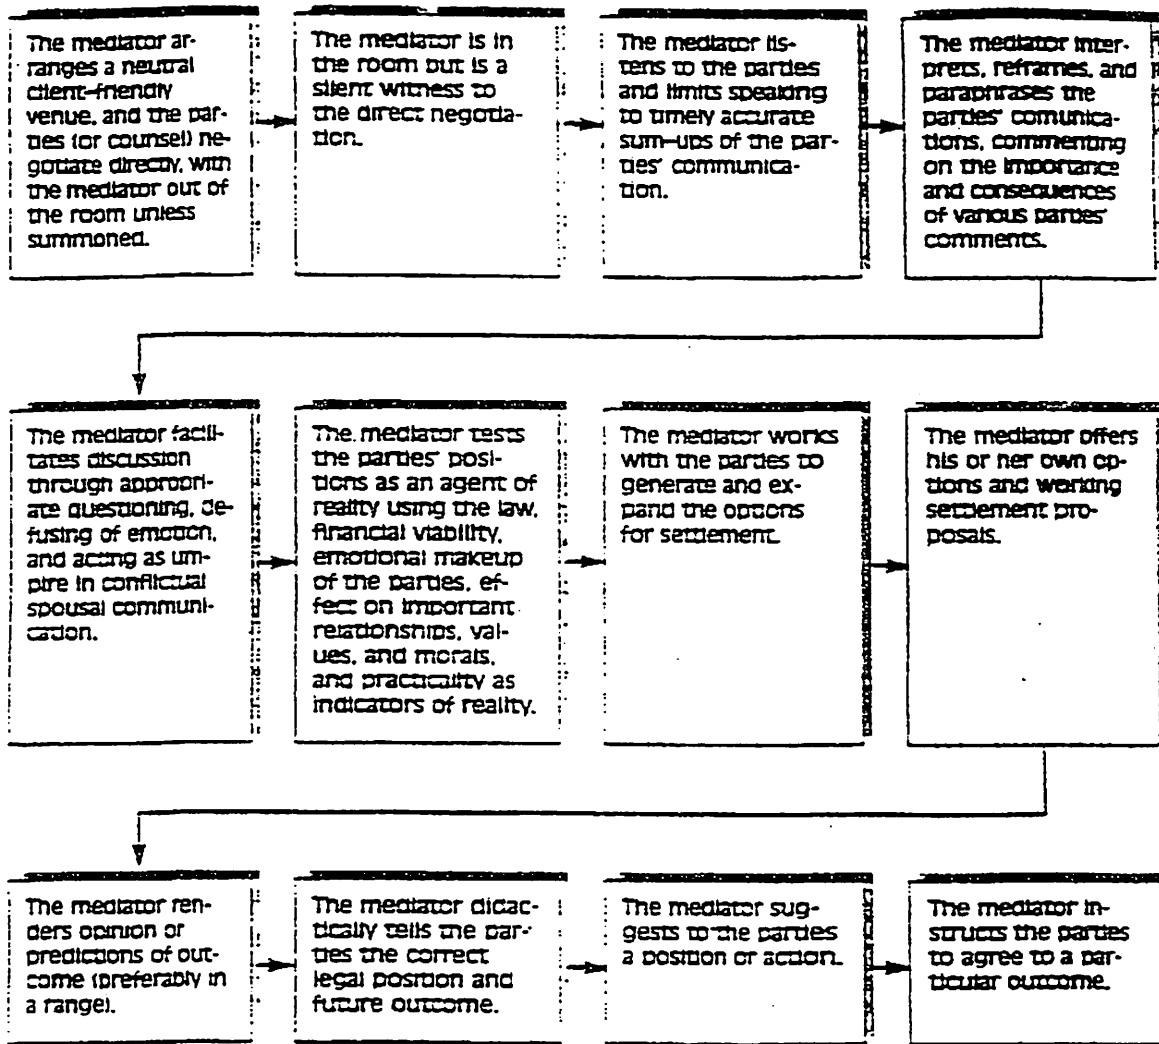 The mediator ar-
ranges a neutral
client-friendly
venue, and the par-
ties (or counsel) ne-
gotiate directly, with
the mediator out of
the room unless
summoned.
The mediator is in
the room but is a
silent witness to
the direct negotia-
tion.
The mediator lis-
tens to the parties
and limits speaking
to timely accurate
sum-ups of the par-
ties' communica-
tion.
The mediator inter-
prets, reframes, and
paraphrases the
parties' comunica-
tions, commenting
on the importance
and consequences
of various parties'
comments.
The mediator facili-
tates discussion
through appropri-
ate questioning, de-
fusing of emotion,
and acting as um-
pire in conflictual
spousal communi-
cation.
The mediator tests
the parties' posi-
tions as an agent of
reality using the law,
financial viability,
emotional makeup
of the parties, ef-
fect on important
relationships, val-
ues, and morals,
and practicality as
indicators of reality.
The mediator works
with the parties to
generate and ex-
pand the options
for settlement.
The mediator offers
his or her own op-
tions and working
settlement pro-
posals.
The mediator ren-
ders opinion or
predictions of out-
come (preferably in
a range).
The mediator didac-
tically tells the par-
ties the correct
legal position and
future outcome.
The mediator sug-
gests to the parties
a position or action.
The mediator in-
structs the parties
to agree to a par-
ticular outcome.